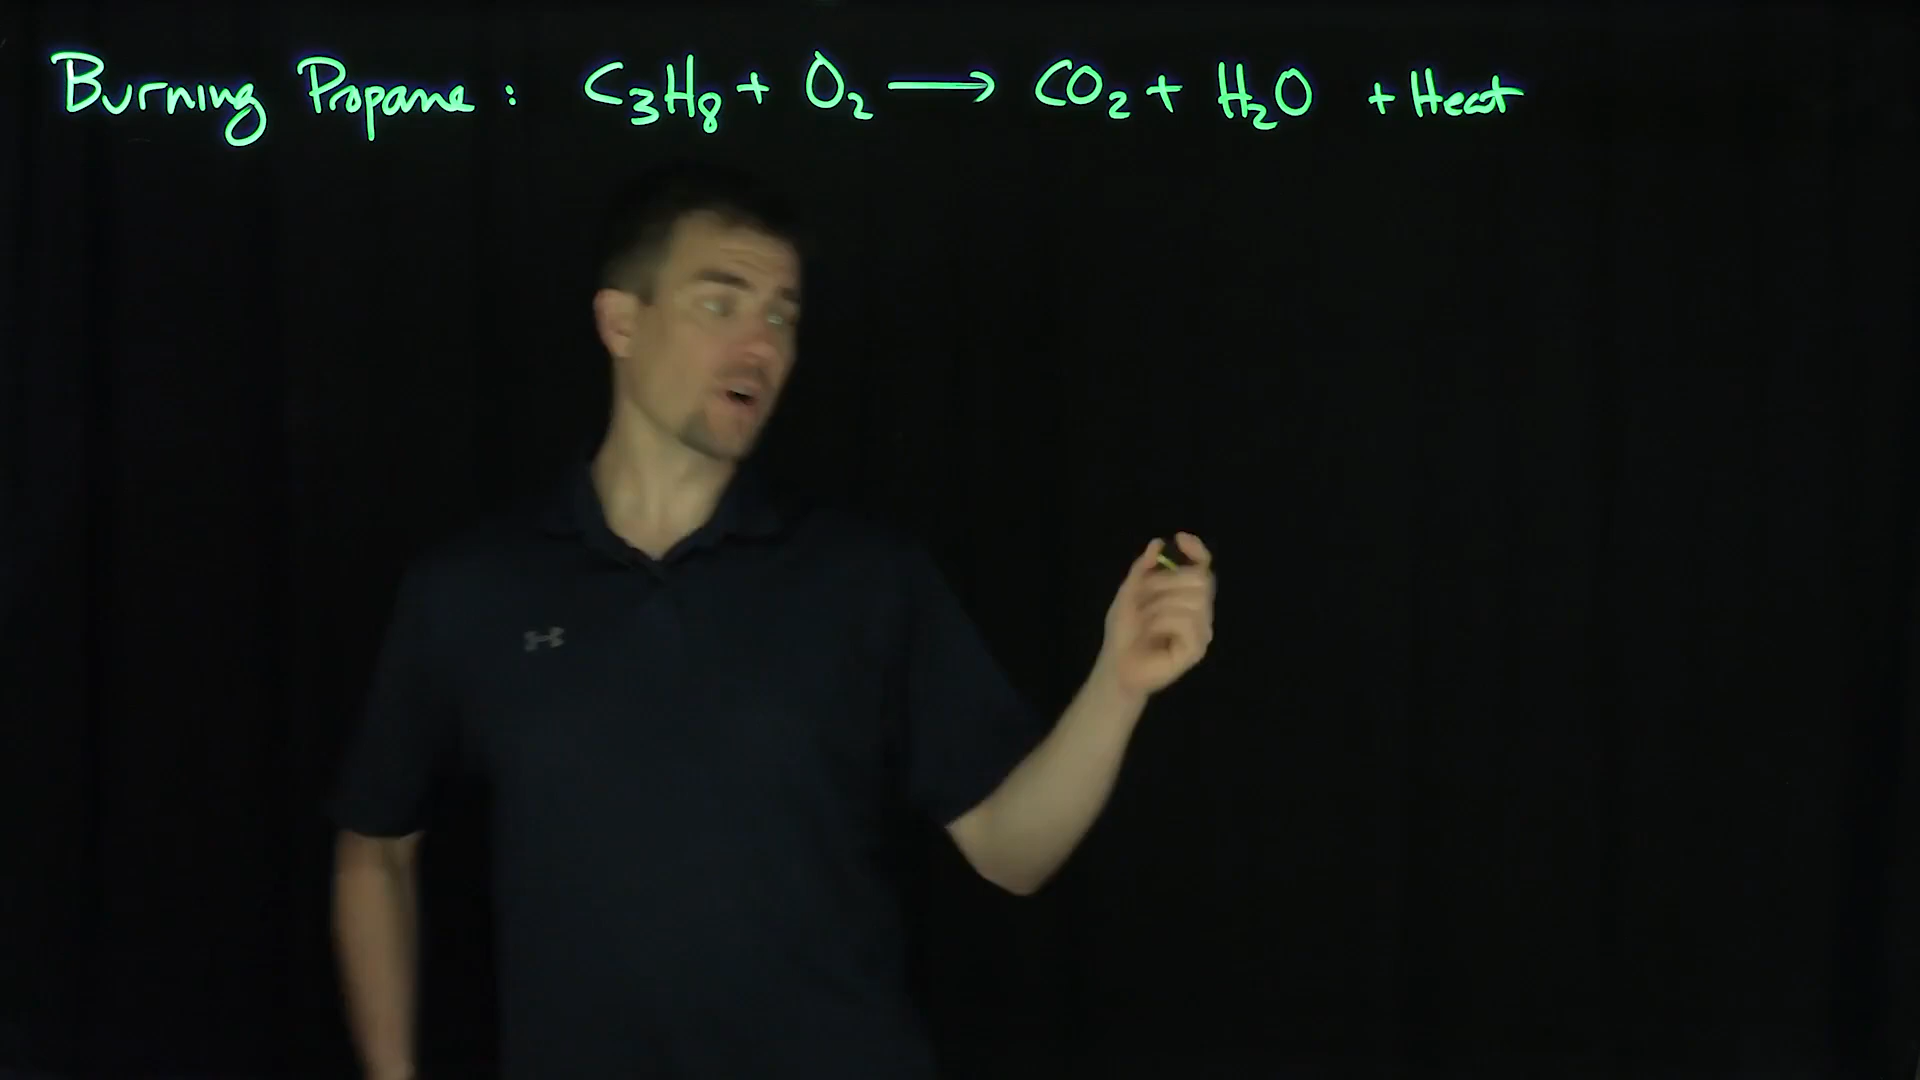 Burning Propane : C₃H₈ + O₂ ⟶ CO₂ + H₂O + Heat